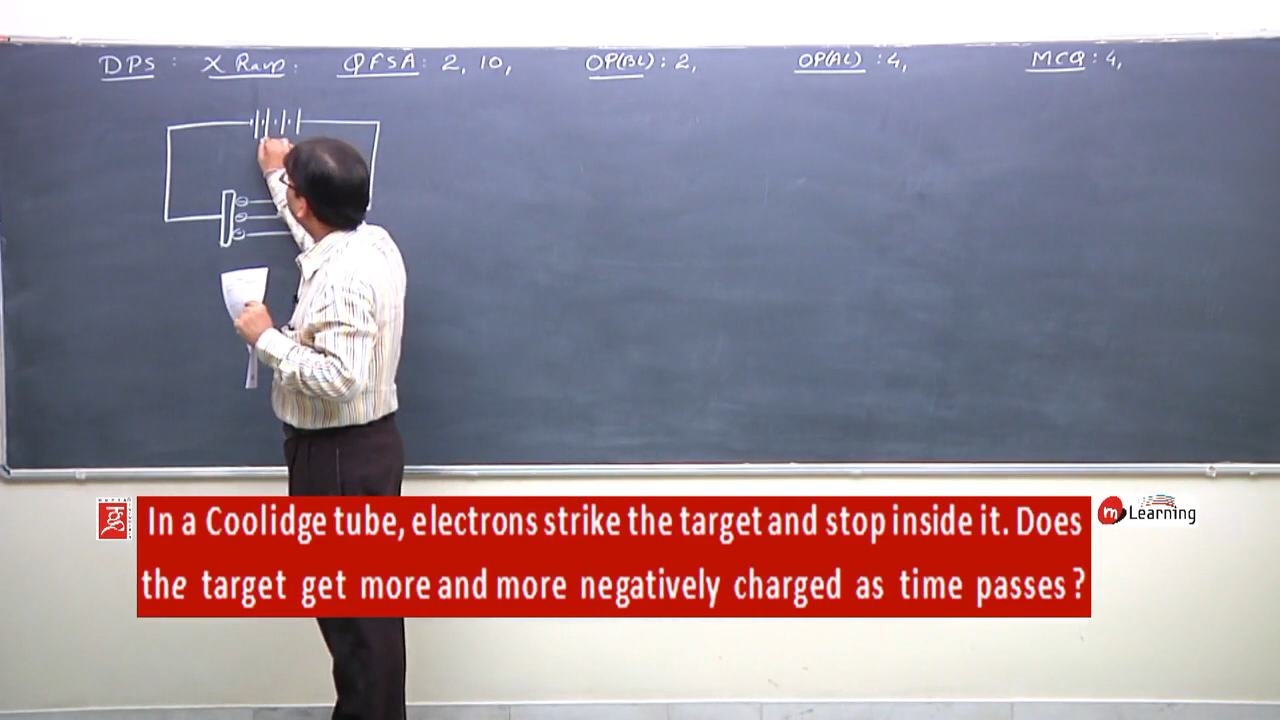 DPS : X Rays : QFSA : 2, 10, OP(BL) : 2, OP(AL) : 4, MCQ : 4,
In a Coolidge tube, electrons strike the target and stop inside it. Does
the target get more and more negatively charged as time passes ?
m Learning